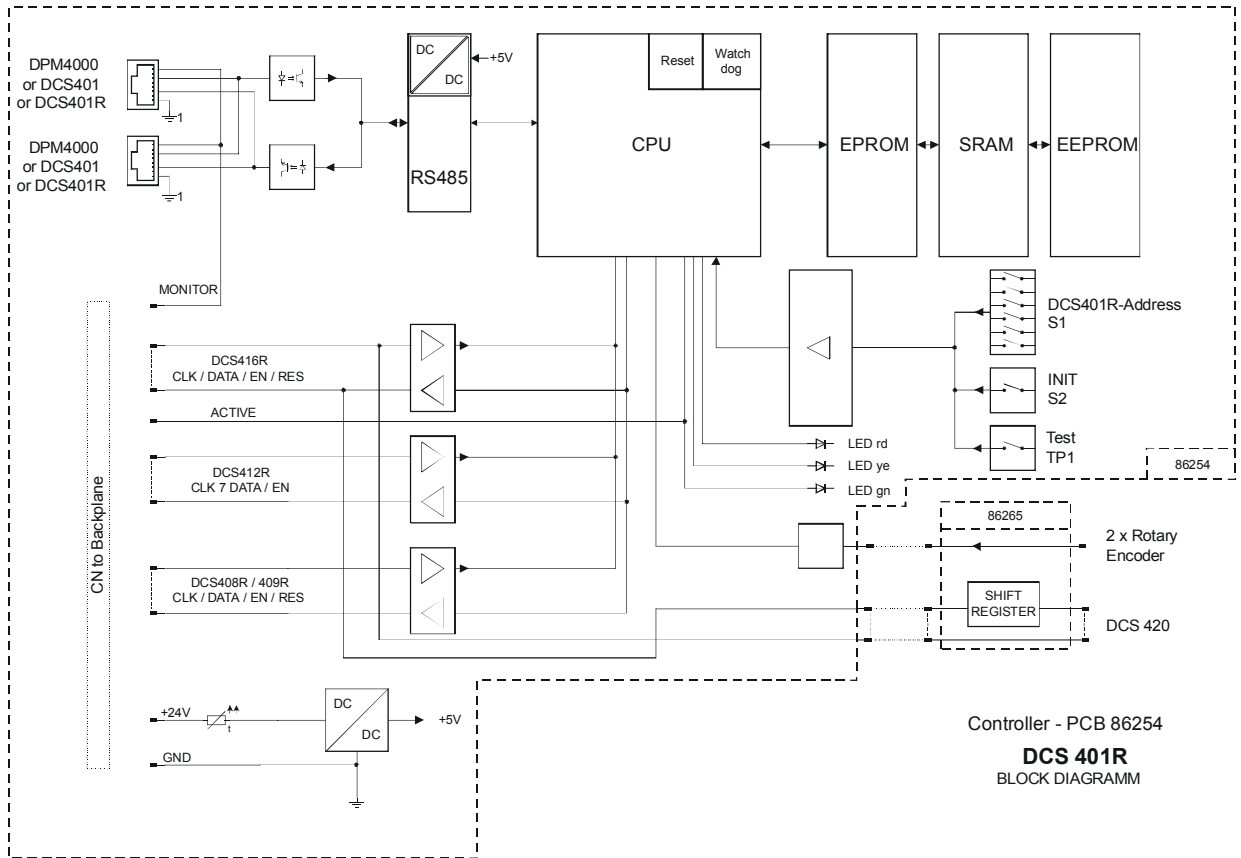 DPM4000
or DCS401
or DCS401R
1
DPM4000
or DCS401
or DCS401R
1
DC
DC
+5V
RS485
CPU
Reset
Watch
dog
EPROM
SRAM
EEPROM
MONITOR
DCS416R
CLK / DATA / EN / RES
ACTIVE
DCS412R
CLK 7 DATA / EN
DCS408R / 409R
CLK / DATA / EN / RES
CN to Backplane
DCS401R-Address
S1
INIT
S2
Test
TP1
LED rd
LED ye
LED gn
86254
86265
2 x Rotary
Encoder
SHIFT
REGISTER
DCS 420
+24V
t
DC
DC
+5V
GND
Controller - PCB 86254
DCS 401R
BLOCK DIAGRAMM